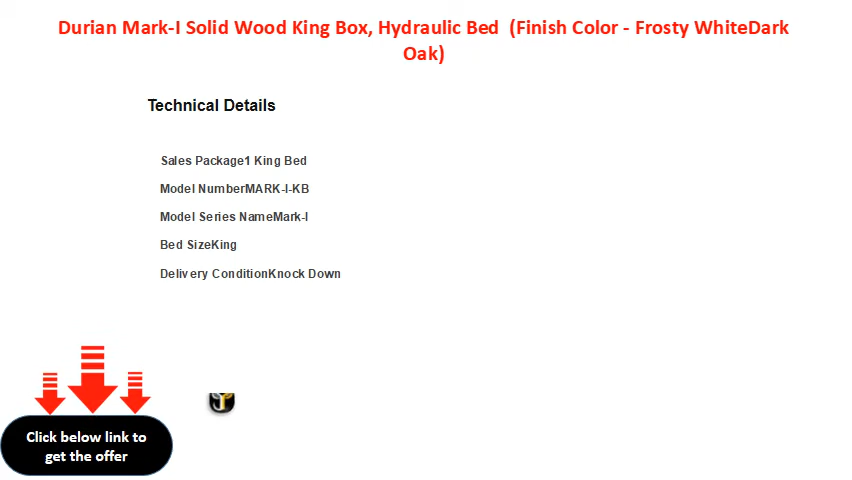 Durian Mark-I Solid Wood King Box, Hydraulic Bed  (Finish Color - Frosty WhiteDark
Oak)
Technical Details
Sales Package1 King Bed
Model NumberMARK-I-KB
Model Series NameMark-I
Bed SizeKing
Delivery ConditionKnock Down
Click below link to
get the offer